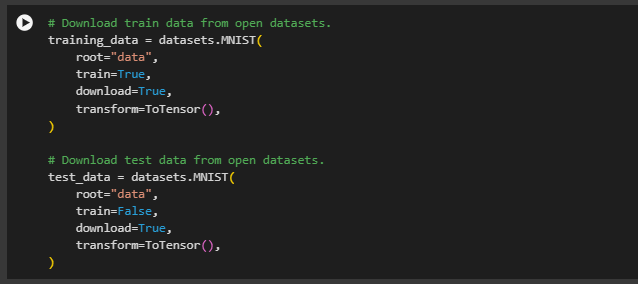 # Download train data from open datasets.
training_data = datasets.MNIST(
    root="data",
    train=True,
    download=True,
    transform=ToTensor(),
)

# Download test data from open datasets.
test_data = datasets.MNIST(
    root="data",
    train=False,
    download=True,
    transform=ToTensor(),
)